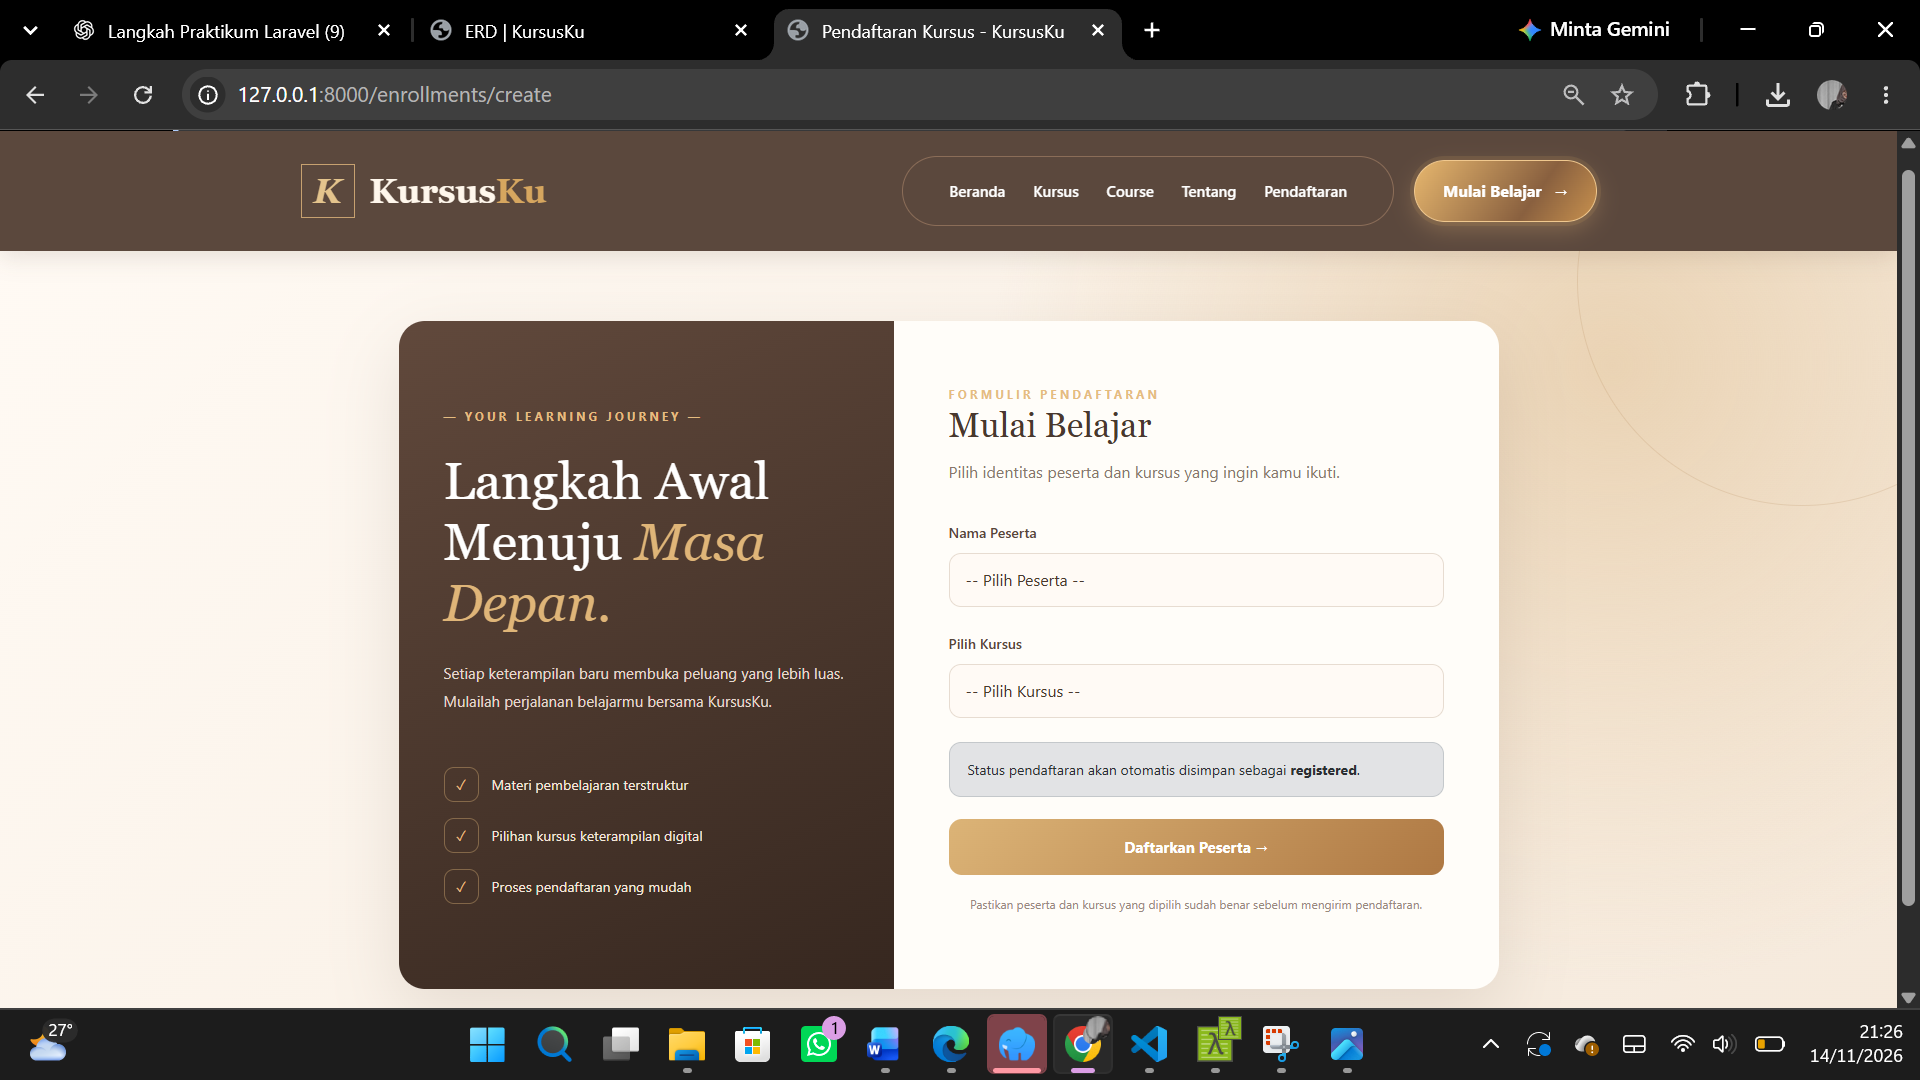 Langkah Praktikum Laravel (9)
ERD | KursusKu
Pendaftaran Kursus - KursusKu
Minta Gemini
127.0.0.1:8000/enrollments/create
K KursusKu
Beranda Kursus Course Tentang Pendaftaran
Mulai Belajar →
— YOUR LEARNING JOURNEY —
Langkah Awal
Menuju Masa
Depan.
Setiap keterampilan baru membuka peluang yang lebih luas.
Mulailah perjalanan belajarmu bersama KursusKu.
✓ Materi pembelajaran terstruktur
✓ Pilihan kursus keterampilan digital
✓ Proses pendaftaran yang mudah
FORMULIR PENDAFTARAN
Mulai Belajar
Pilih identitas peserta dan kursus yang ingin kamu ikuti.
Nama Peserta
-- Pilih Peserta --
Pilih Kursus
-- Pilih Kursus --
Status pendaftaran akan otomatis disimpan sebagai registered.
Daftarkan Peserta →
Pastikan peserta dan kursus yang dipilih sudah benar sebelum mengirim pendaftaran.
27°
1
21:26
14/11/2026